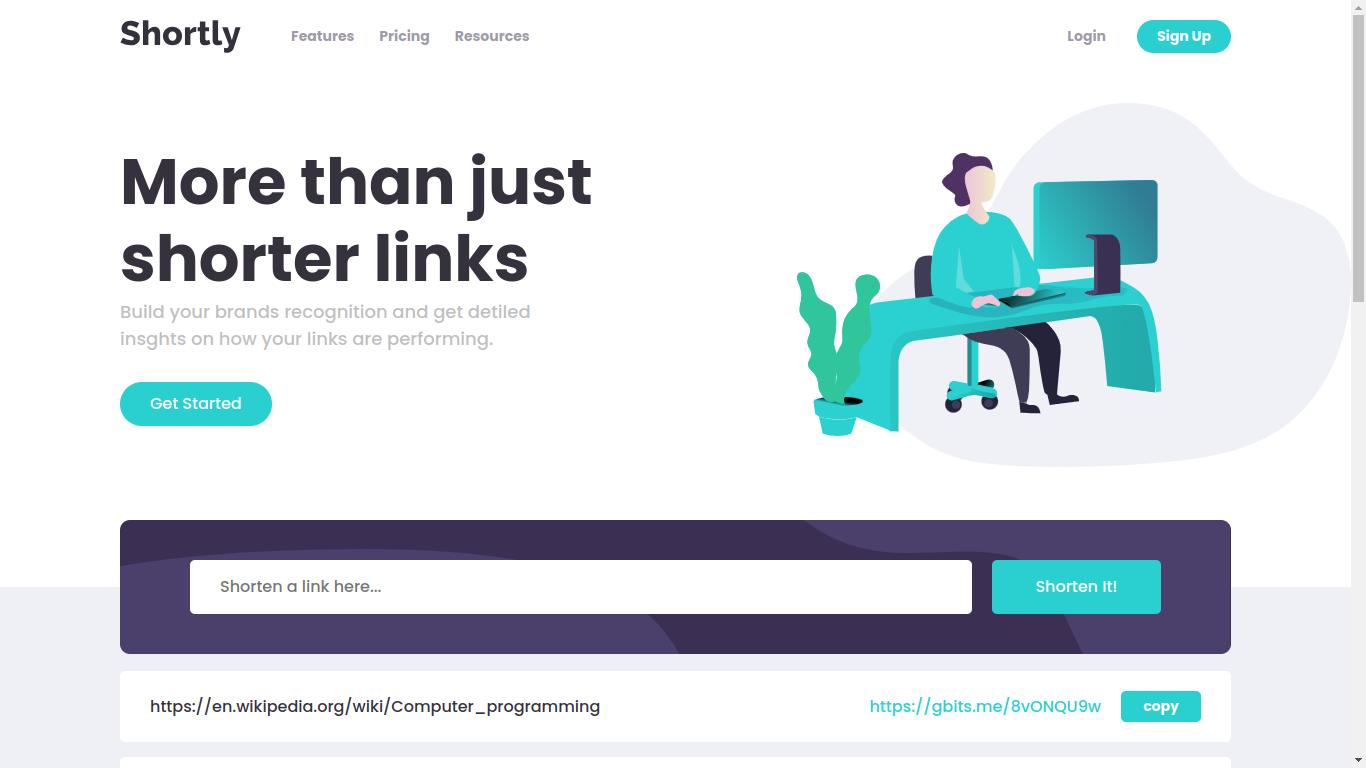 Shortly
Features Pricing Resources
Login Sign Up
More than just
shorter links
Build your brands recognition and get detiled
insghts on how your links are performing.
Get Started
Shorten a link here...
Shorten It!
https://en.wikipedia.org/wiki/Computer_programming
https://gbits.me/8vONQU9w
copy